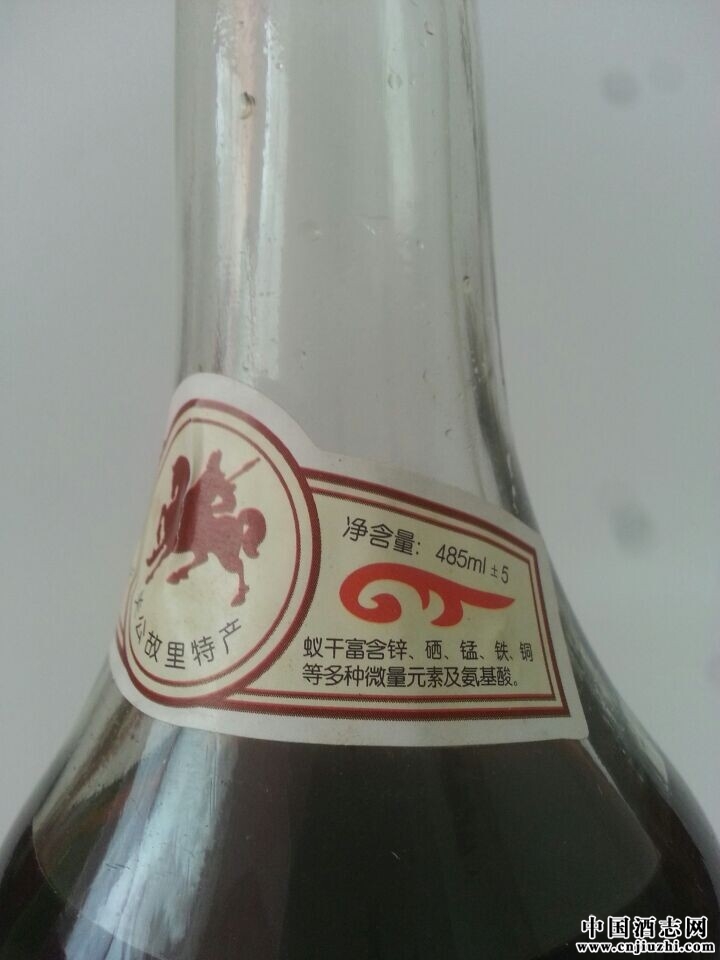 净含量：485ml±5
蚁干富含锌、硒、锰、铁、铜
等多种微量元素及氨基酸。
公故里特产
中国酒志网
www.cnjiuzhi.com